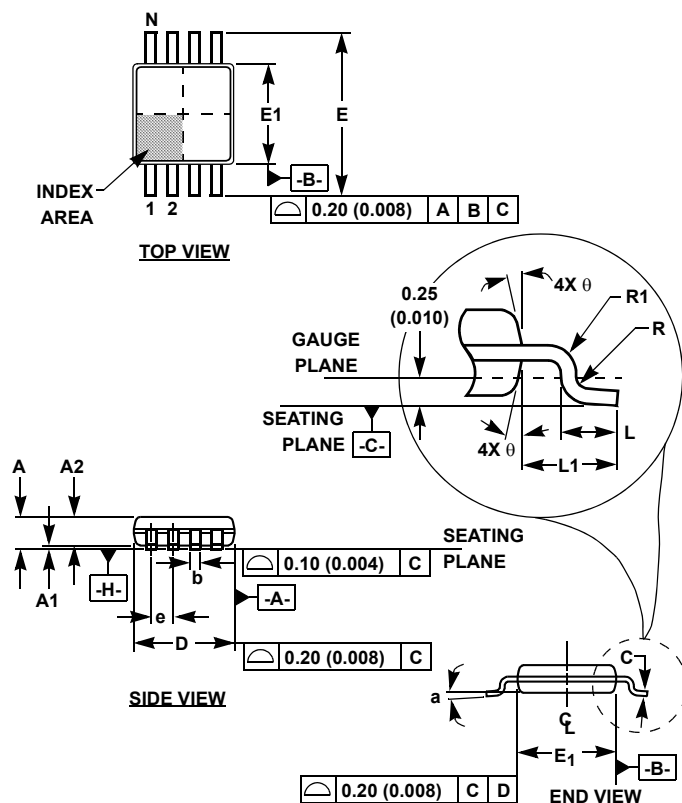 N
E1
E
-B-
INDEX
AREA
1 2
0.20 (0.008) A B C
TOP VIEW
0.25
(0.010)
4X θ
R1
R
GAUGE
PLANE
SEATING
PLANE
-C-
4X θ
L
L1
A A2
SEATING
PLANE
A1
-H-
b
0.10 (0.004) C
e
-A-
D
0.20 (0.008) C
SIDE VIEW
C
a
CL
E1
-B-
0.20 (0.008) C D
END VIEW